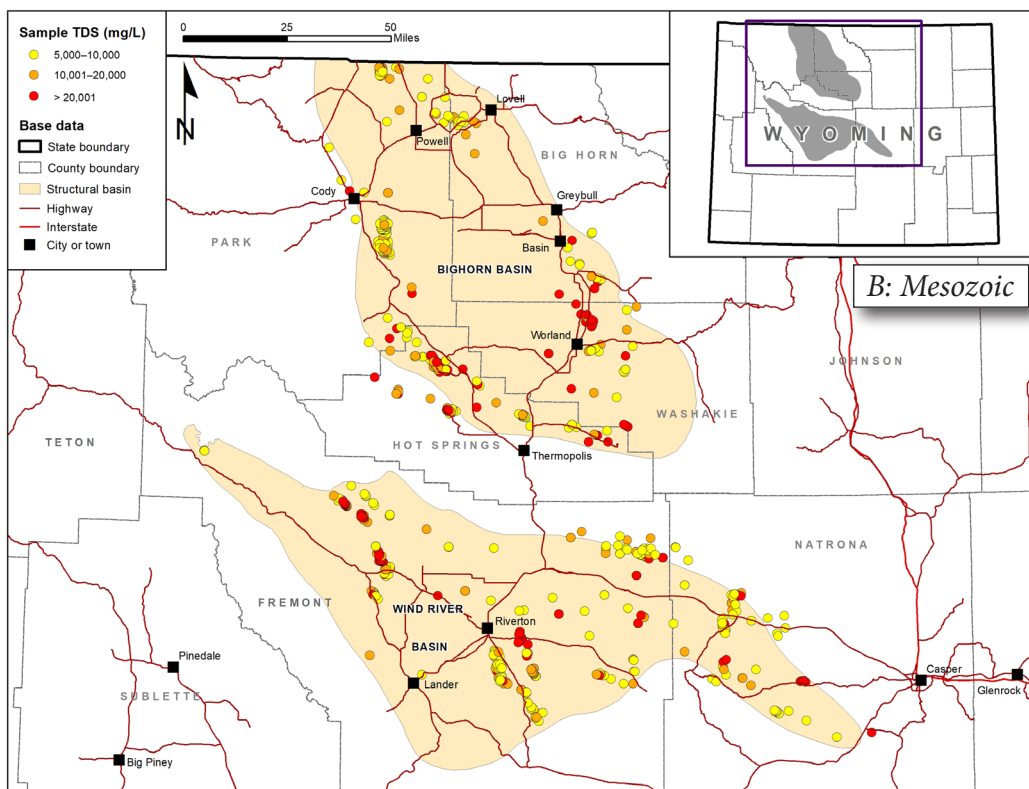 Sample TDS (mg/L)
5,000–10,000
10,001–20,000
> 20,001
Base data
State boundary
County boundary
Structural basin
Highway
Interstate
City or town
0 25 50
Miles
N
WYOMING
B: Mesozoic
Lovell
Powell
BIG HORN
Cody
Greybull
PARK
Basin
BIGHORN BASIN
Worland
JOHNSON
WASHAKIE
TETON
HOT SPRINGS
Thermopolis
NATRONA
FREMONT
WIND RIVER
BASIN
Riverton
Pinedale
Lander
Casper
SUBLETTE
Glenrock
Big Piney